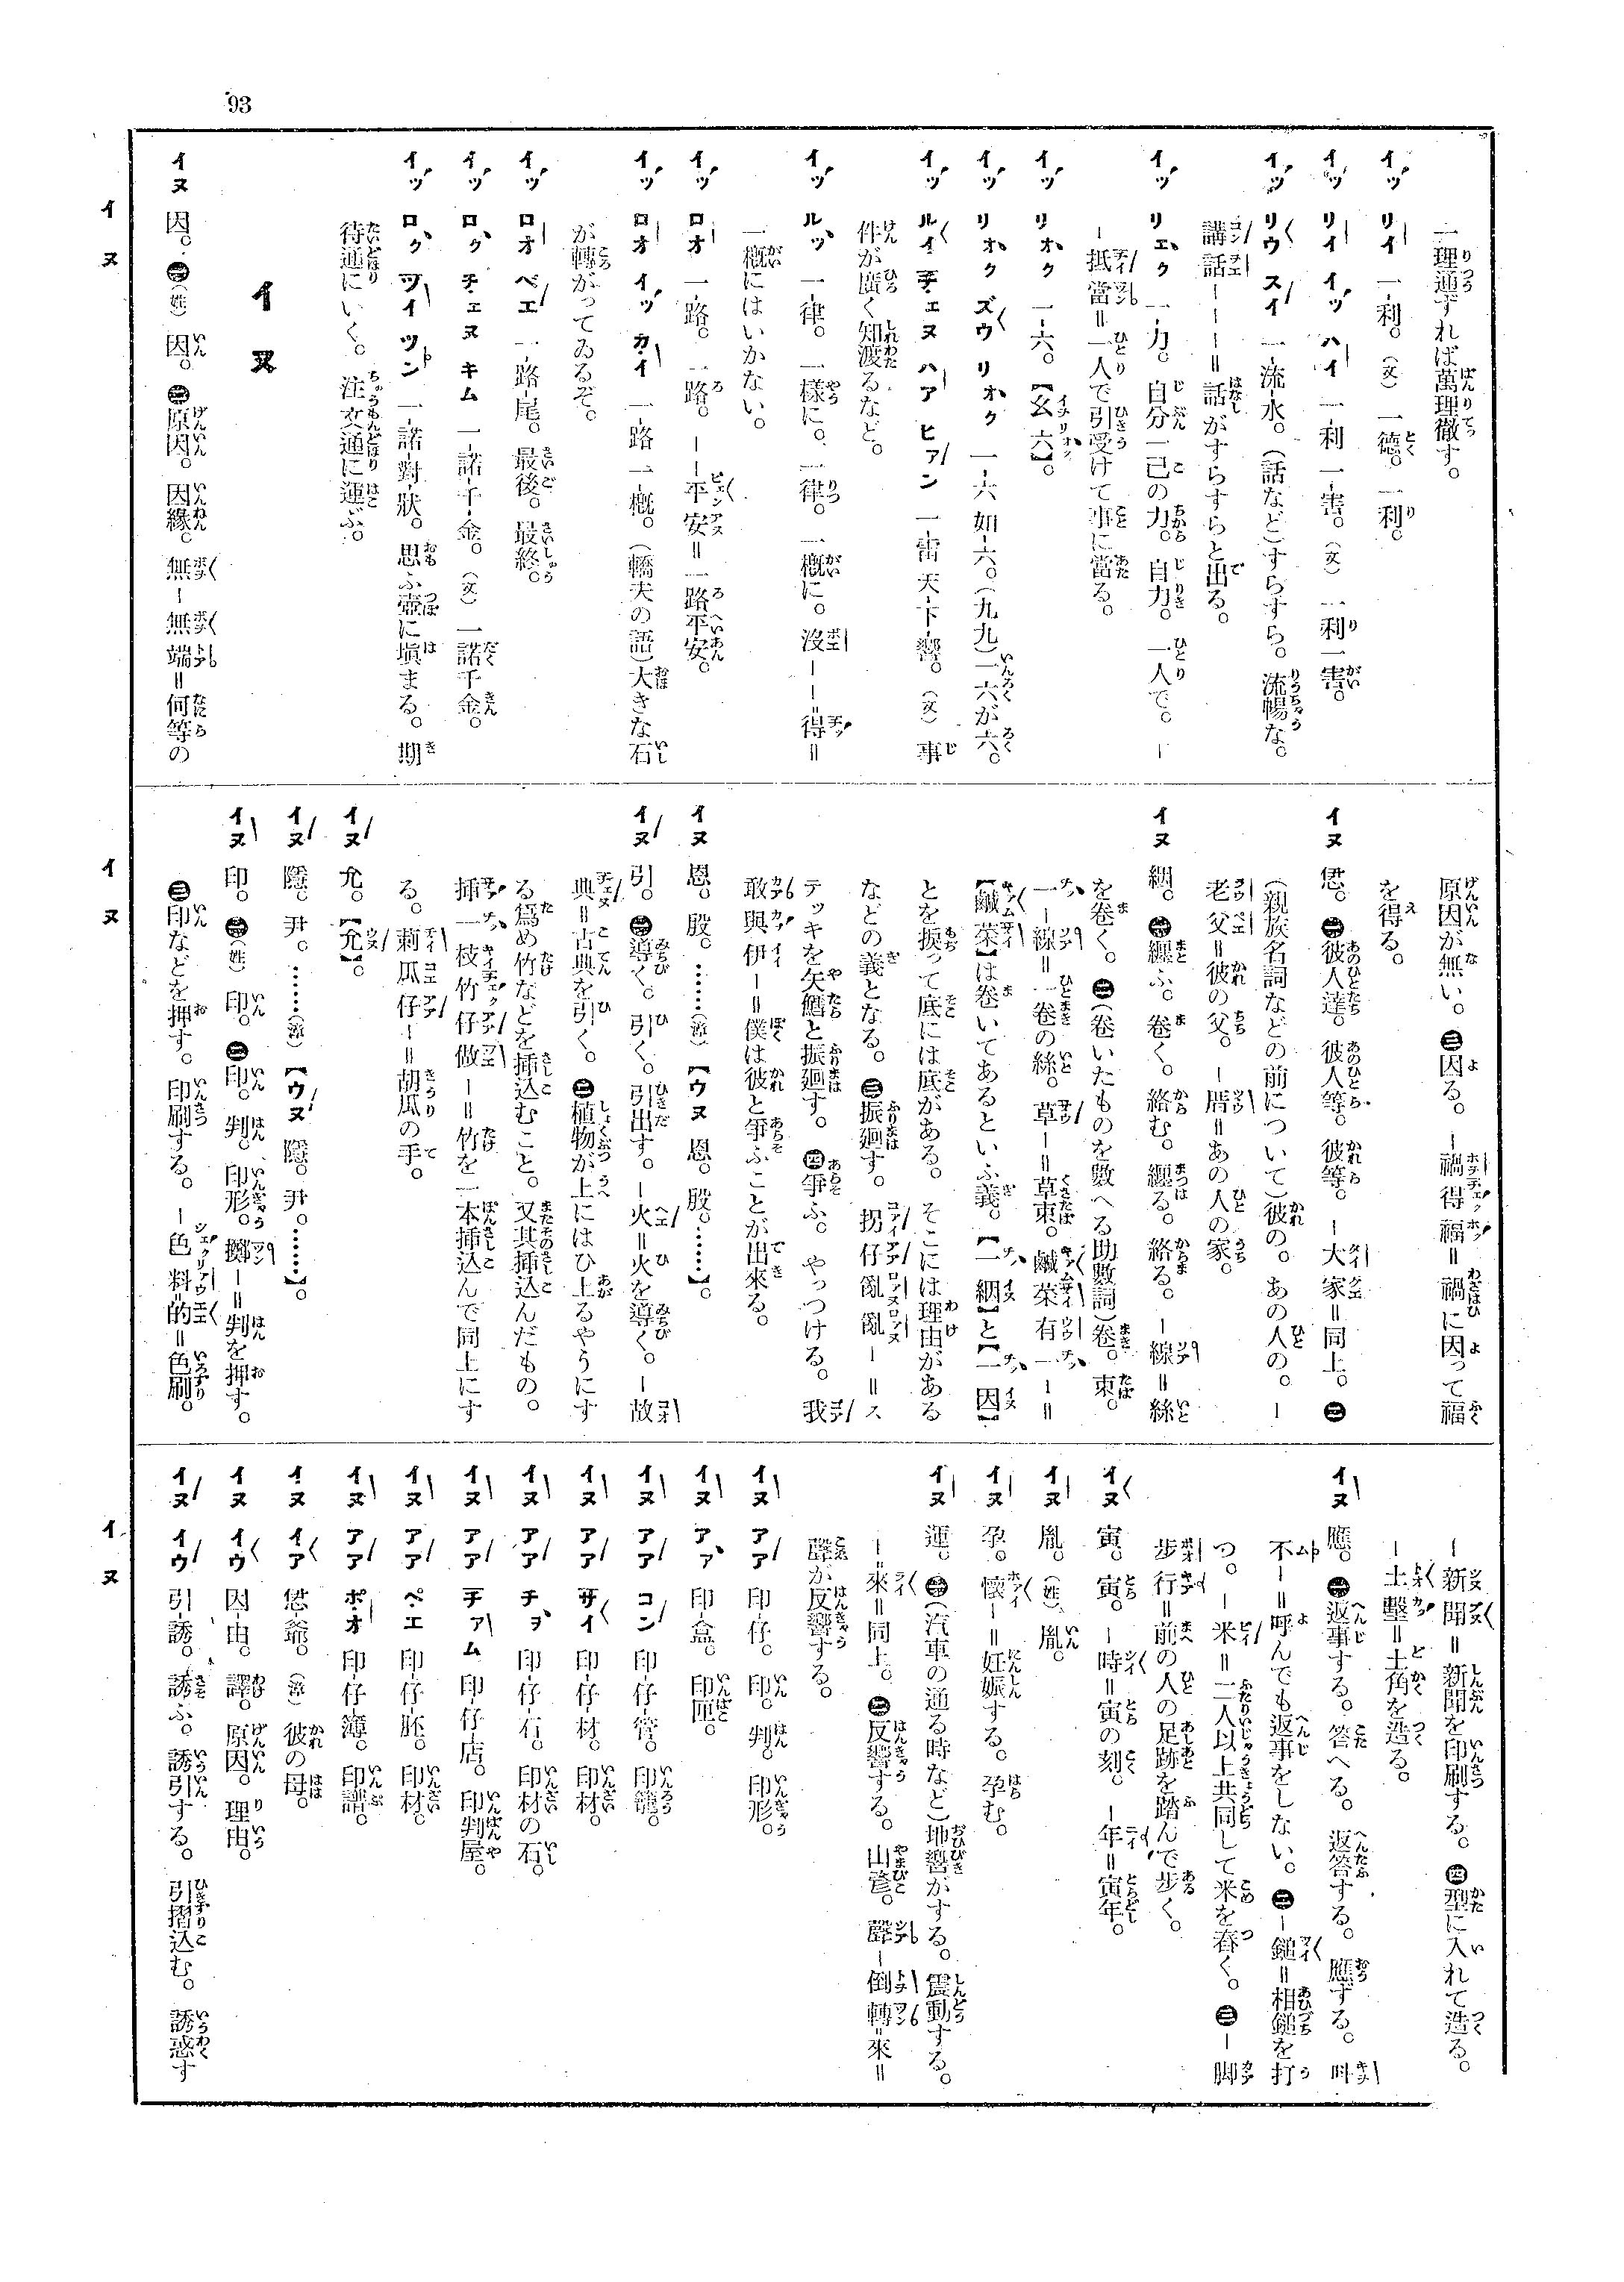 93
一理通ずれば萬理徹す。
イッ リイ 一-利。(文) 一德。一利。
イッ リイ イッ ハイ 一-利 一-害。(文) 一利一害。
イッ リウ スイ 一-流-水。(話など)すらすら。流暢な。
講話ーーー=話がすらすらと出る。
イッ リエク 一-力。自分一己の力。自力。一人で。ー
ー抵當=一人で引受けて事に當る。
イッ リオク 一-六。【玄 六】。
イッ リオク ズウ リオク 一-六 如-六。(九九)一六が六。
イッ ルイ チェヌ ハア ヒアン 一-雷 天-下-響。(文) 事
件が廣く知渡るなど。
イッ ルッ 一-律。一樣に。一律。一槪に。沒ーー=得=
一槪にはいかない。
イッ ロオ 一-路。一路。ーー平安=一路平安。
イッ ロオ イッ カイ 一-路 一-槪。(轎夫の語)大きな石
が轉がってゐるぞ。
イッ ロオ ベエ 一-路-尾。最後。最終。
イッ ロク チェヌ キム 一-諾-千-金。(文) 一諾千金。
イッ ロク ツイ ツン 一-諾-對-狀。思ふ壺に塡まる。期
待通にいく。注文通に運ぶ。
イ ヌ
イヌ 因。㊀(姓) 因。㊁原因。因緣。無ー無端=何等の
イ ヌ
原因が無い。㊂因る。ー禍得福=禍に因って福
を得る。
イヌ 恁。㊀彼人達。彼人等。彼等。ー大家=同上。㊁
(親族名詞などの前について)彼の。あの人の。ー
老父=彼の父。ー厝=あの人の家。
イヌ 絪。㊀纒ふ。卷く。絡む。纒る。絡る。ー線=絲
を卷く。㊁(卷いたものを數へる助數詞)卷。束。
一ー線=一卷の絲。草ー=草束。鹹菜有一ー=
【鹹菜】は卷いてあるといふ義。【一 絪】と【一 因】
とを捩って底には底がある。そこには理由がある
などの義となる。㊂振廻す。拐仔亂亂ー=ス
テッキを矢鱈と振廻す。㊃爭ふ。やっつける。我
敢與伊ー=僕は彼と爭ふことが出來る。
イヌ 恩。殷。……(漳)【ウヌ 恩。殷。……】。
イヌ 引。㊀導く。引く。引出す。ー火=火を導く。ー故
典=古典を引く。㊁植物が上にはひ上るやうにす
る爲め竹などを挿込むこと。又其挿込んだもの。
挿一枝竹仔做ー=竹を一本挿込んで同上にす
る。莿瓜仔ー=胡瓜の手。
イヌ 允。【允】。
イヌ 隱。尹。……(漳)【ウヌ 隱。尹。……】。
イヌ 印。㊀(姓) 印。㊁印。判。印形。擲ー=判を押す。
㊂印などを押す。印刷する。ー色料的=色刷。
イ ヌ
ー新聞=新聞を印刷する。㊃型に入れて造る。
ー土墼=土角を造る。
イヌ 應。㊀返事する。答へる。返答する。應ずる。叫
不ー=呼んでも返事をしない。㊁ー鎚=相鎚を打
つ。ー米=二人以上共同して米を舂く。㊂ー脚
步行=前の人の足跡を踏んで步く。
イヌ 寅。寅。ー時=寅の刻。ー年=寅年。
イヌ 胤。(姓) 胤。
イヌ 孕。懷ー=妊娠する。孕む。
イヌ 運。㊀(汽車の通る時など)地響がする。震動する。
ー=來=同上。㊁反響する。山彥。聲ー倒轉=來=
聲が反響する。
イヌ アア 印-仔。印。判。印形。
イヌ アァ 印-盒。印匣。
イヌ アア コン 印-仔-管。印籠。
イヌ アア サイ 印-仔-材。印材。
イヌ アア チヲ 印-仔-石。印材の石。
イヌ アア チアム 印-仔-店。印判屋。
イヌ アア ペエ 印-仔-胚。印材。
イヌ アア ポオ 印-仔-簿。印譜。
イヌ イア 恁-爺。(漳) 彼の母。
イヌ イウ 因-由。譯。原因。理由。
イヌ イウ 引-誘。誘ふ。誘引する。引摺込む。誘惑す
イ ヌ